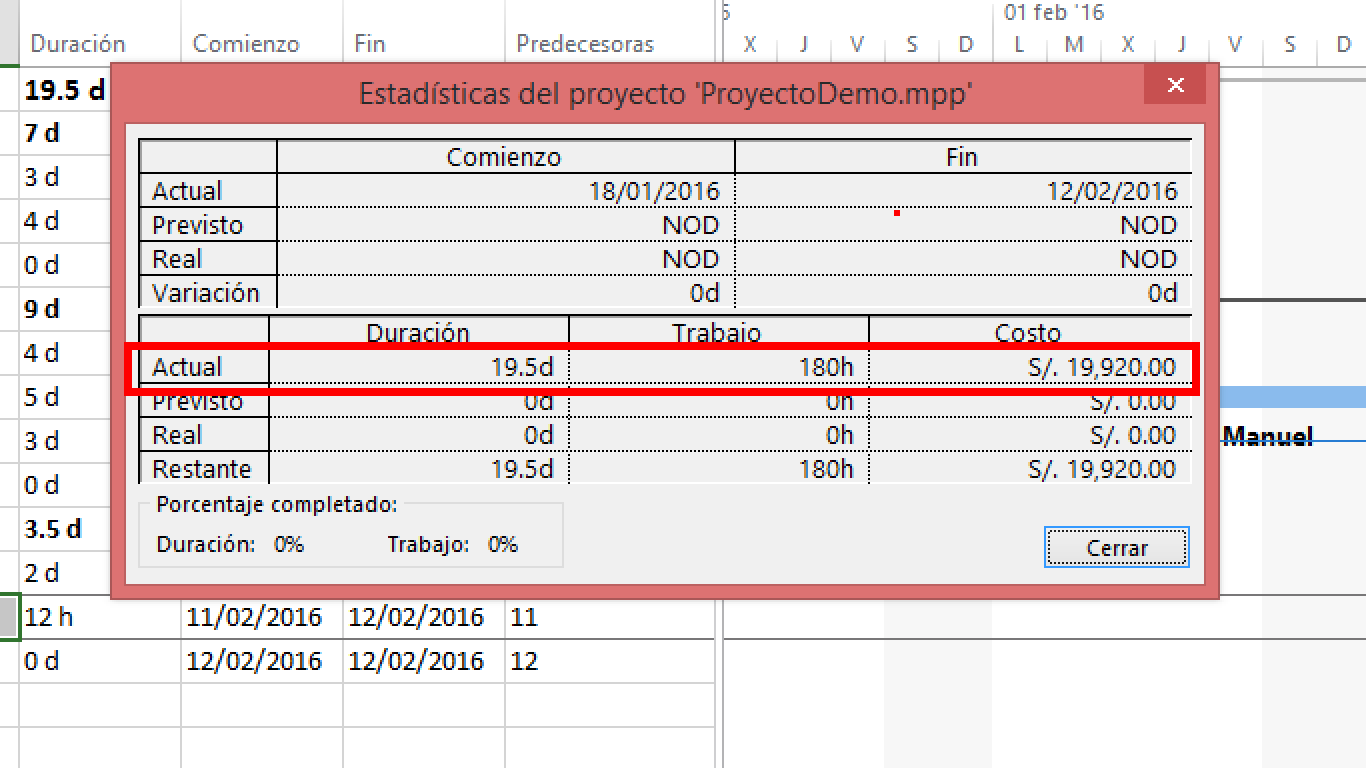 5 01 feb '16
Duración Comienzo Fin Predecesoras X J V S D L M X J V S D
19.5 d
Estadísticas del proyecto 'ProyectoDemo.mpp'
7 d
Comienzo Fin
3 d Actual 18/01/2016 12/02/2016
4 d Previsto NOD NOD
0 d Real NOD NOD
9 d Variación 0d 0d
Duración Trabajo Costo
4 d Actual 19.5d 180h S/. 19,920.00
5 d Previsto 0d 0h S/. 0.00
3 d Real 0d 0h S/. 0.00 Manuel
0 d Restante 19.5d 180h S/. 19,920.00
Porcentaje completado:
3.5 d
Duración: 0% Trabajo: 0% Cerrar
2 d
12 h 11/02/2016 12/02/2016 11
0 d 12/02/2016 12/02/2016 12